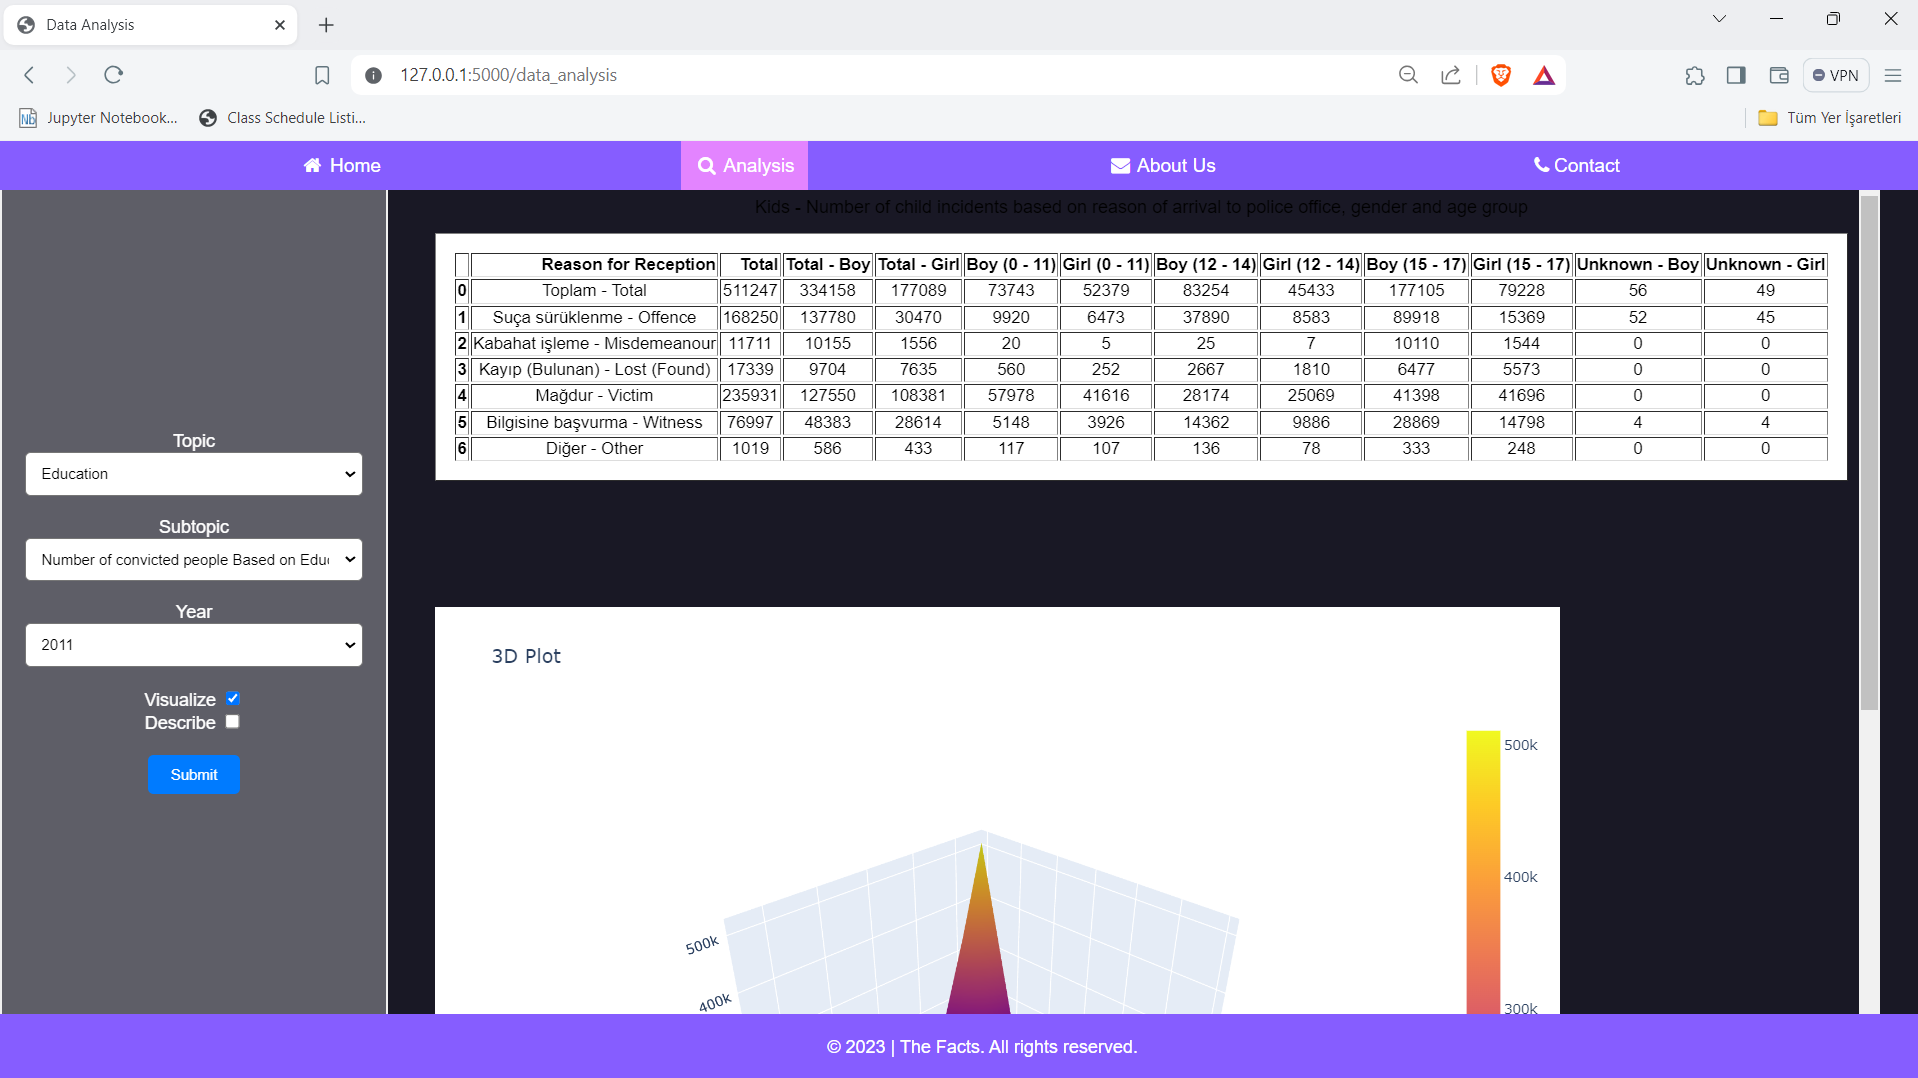 Data Analysis
127.0.0.1:5000/data_analysis
VPN
Jupyter Notebook... Class Schedule Listi... Tüm Yer İşaretleri
Home Analysis About Us Contact
Kids - Number of child incidents based on reason of arrival to police office, gender and age group
Reason for Reception Total Total - Boy Total - Girl Boy (0 - 11) Girl (0 - 11) Boy (12 - 14) Girl (12 - 14) Boy (15 - 17) Girl (15 - 17) Unknown - Boy Unknown - Girl
0 Toplam - Total 511247 334158 177089 73743 52379 83254 45433 177105 79228 56 49
1 Suça sürüklenme - Offence 168250 137780 30470 9920 6473 37890 8583 89918 15369 52 45
2 Kabahat işleme - Misdemeanour 11711 10155 1556 20 5 25 7 10110 1544 0 0
3 Kayıp (Bulunan) - Lost (Found) 17339 9704 7635 560 252 2667 1810 6477 5573 0 0
4 Mağdur - Victim 235931 127550 108381 57978 41616 28174 25069 41398 41696 0 0
5 Bilgisine başvurma - Witness 76997 48383 28614 5148 3926 14362 9886 28869 14798 4 4
6 Diğer - Other 1019 586 433 117 107 136 78 333 248 0 0
Topic
Education
Subtopic
Number of convicted people Based on Edu
Year
2011
Visualize
Describe
Submit
3D Plot
500k
400k
300k
500k
400k
© 2023 | The Facts. All rights reserved.